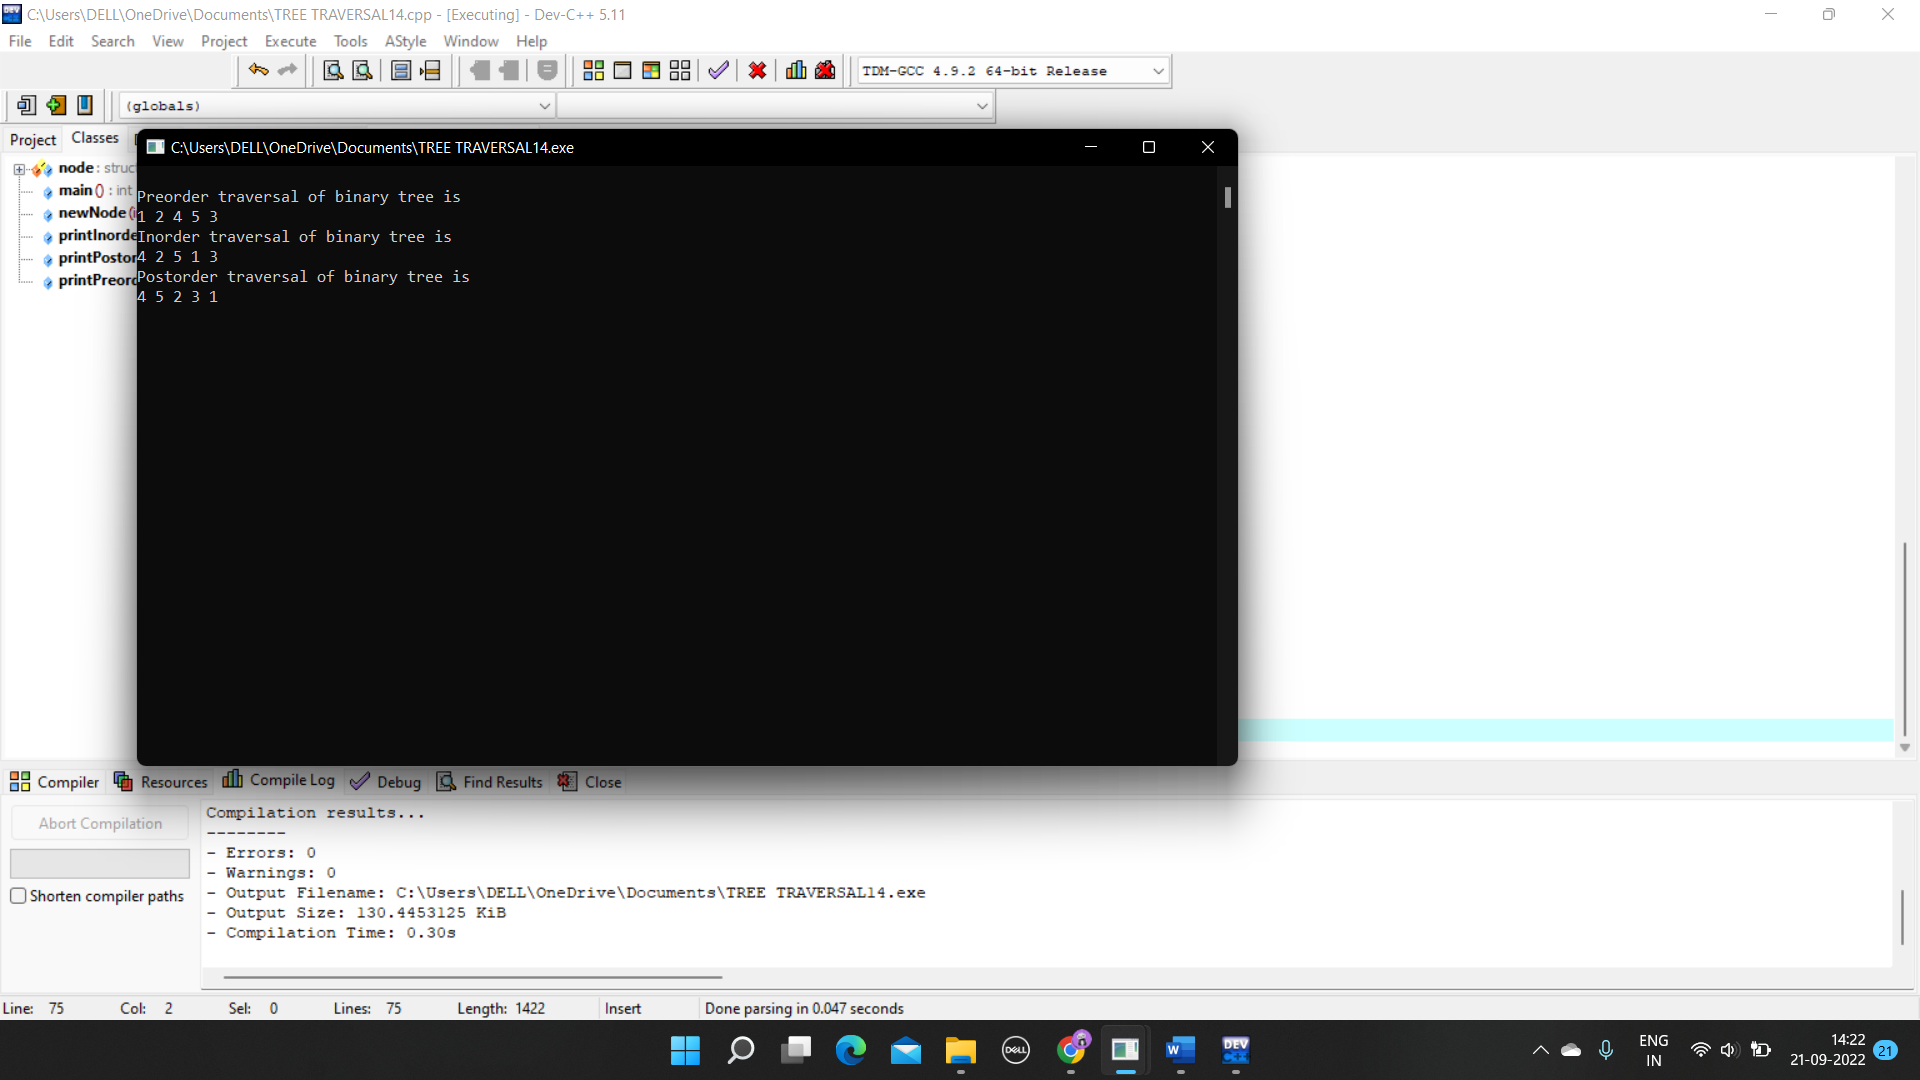 C:\Users\DELL\OneDrive\Documents\TREE TRAVERSAL14.cpp - [Executing] - Dev-C++ 5.11
File Edit Search View Project Execute Tools AStyle Window Help
TDM-GCC 4.9.2 64-bit Release
(globals)
Project Classes
C:\Users\DELL\OneDrive\Documents\TREE TRAVERSAL14.exe
node : struc
main () : int
newNode (i
printInorde
printPostor
printPreor
Preorder traversal of binary tree is
1 2 4 5 3
Inorder traversal of binary tree is
4 2 5 1 3
Postorder traversal of binary tree is
4 5 2 3 1
Compiler Resources Compile Log Debug Find Results Close
Abort Compilation
Shorten compiler paths
Compilation results...
--------
- Errors: 0
- Warnings: 0
- Output Filename: C:\Users\DELL\OneDrive\Documents\TREE TRAVERSAL14.exe
- Output Size: 130.4453125 KiB
- Compilation Time: 0.30s
Line: 75 Col: 2 Sel: 0 Lines: 75 Length: 1422 Insert Done parsing in 0.047 seconds
DELL
W
DEV C++
ENG
IN
14:22
21-09-2022
21